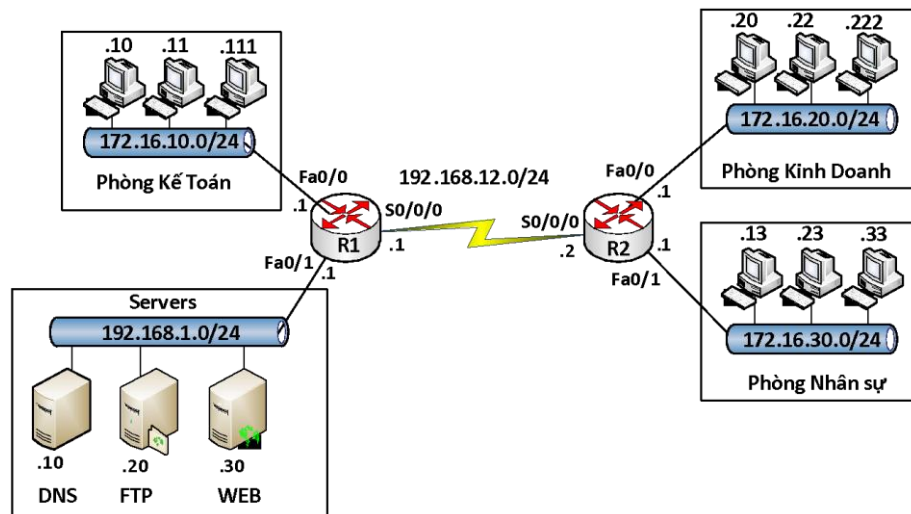 .10 .11 .111
172.16.10.0/24
Phòng Kế Toán
Fa0/0
.1
R1
S0/0/0
.1
Fa0/1
.1
192.168.12.0/24
Servers
192.168.1.0/24
.10 .20 .30
DNS FTP WEB
.20 .22 .222
172.16.20.0/24
Phòng Kinh Doanh
Fa0/0
.1
S0/0/0
.2
R2
.1
Fa0/1
.13 .23 .33
172.16.30.0/24
Phòng Nhân sự